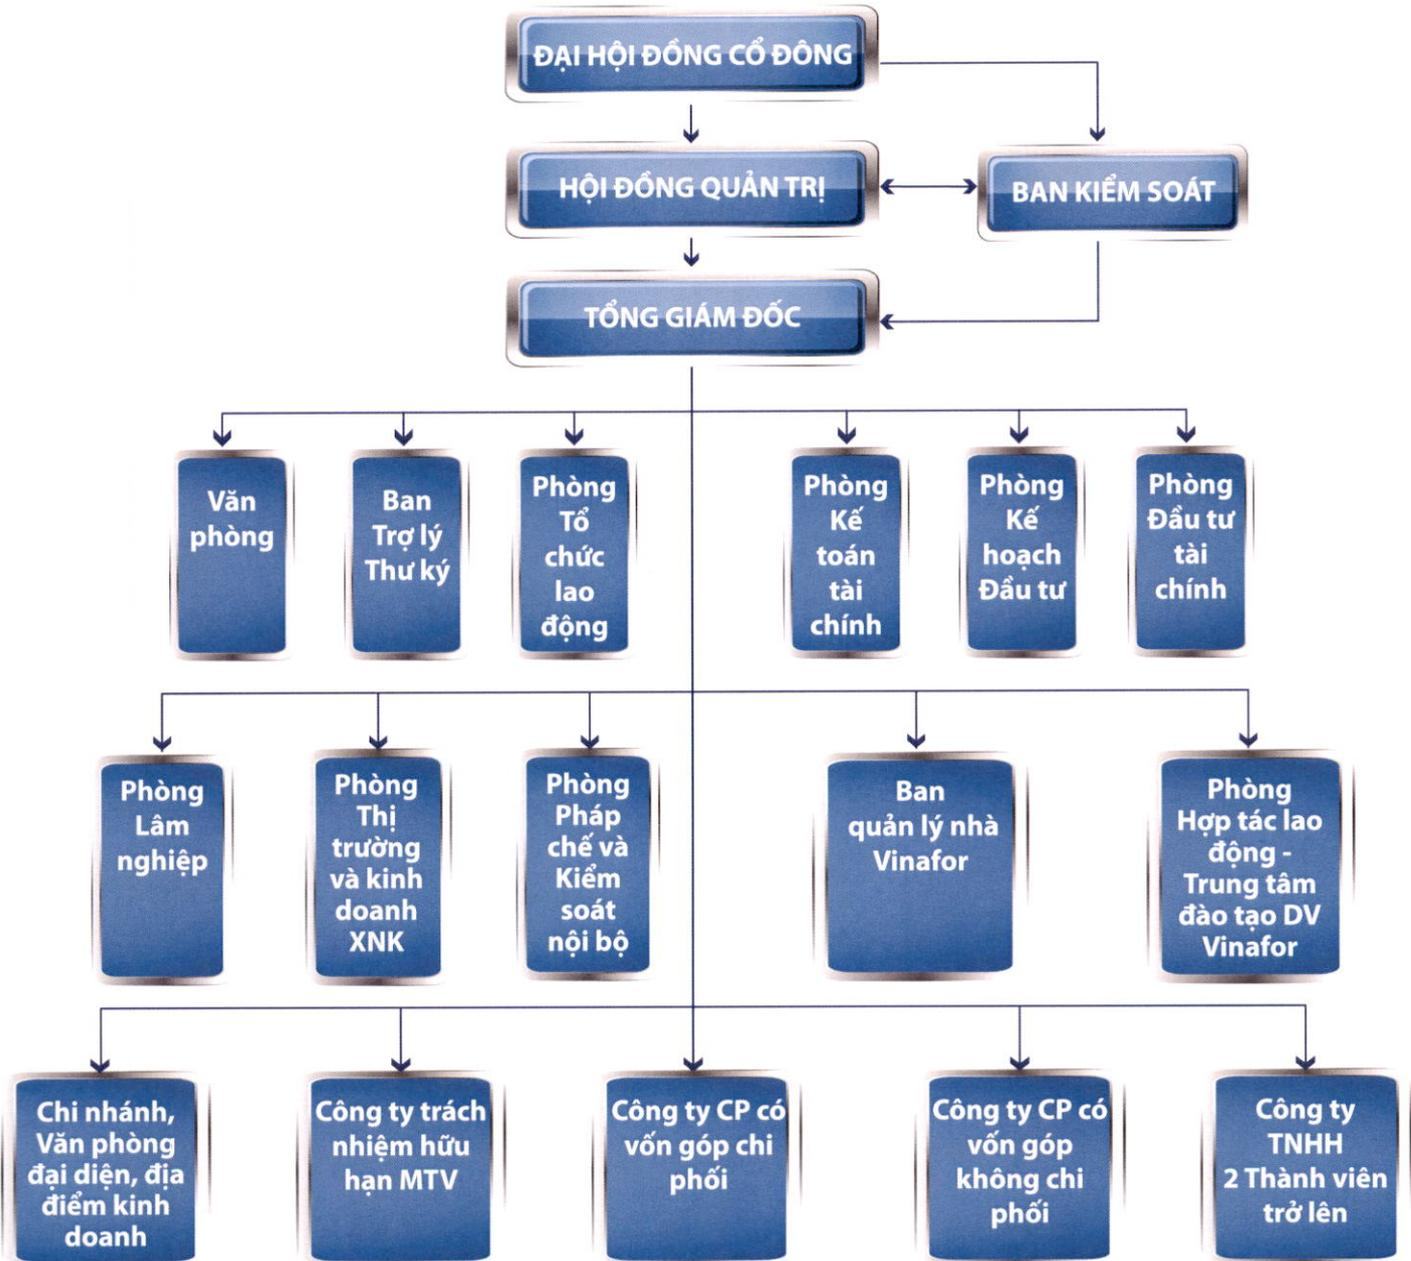 ĐẠI HỘI ĐỒNG CỔ ĐÔNG
HỘI ĐỒNG QUẢN TRỊ
BAN KIỂM SOÁT
TỔNG GIÁM ĐỐC
Văn
phòng
Ban
Trợ lý
Thư ký
Phòng
Tổ
chức
lao
động
Phòng
Kế
toán
tài
chính
Phòng
Kế
hoạch
Đầu tư
Phòng
Đầu tư
tài
chính
Phòng
Lâm
nghiệp
Phòng
Thị
trường
và kinh
doanh
XNK
Phòng
Pháp
chế và
Kiểm
soát
nội bộ
Ban
quản lý nhà
Vinafor
Phòng
Hợp tác lao
động -
Trung tâm
đào tạo DV
Vinafor
Chi nhánh,
Văn phòng
đại diện, địa
điểm kinh
doanh
Công ty trách
nhiệm hữu
hạn MTV
Công ty CP có
vốn góp chi
phối
Công ty CP có
vốn góp
không chi
phối
Công ty
TNHH
2 Thành viên
trở lên